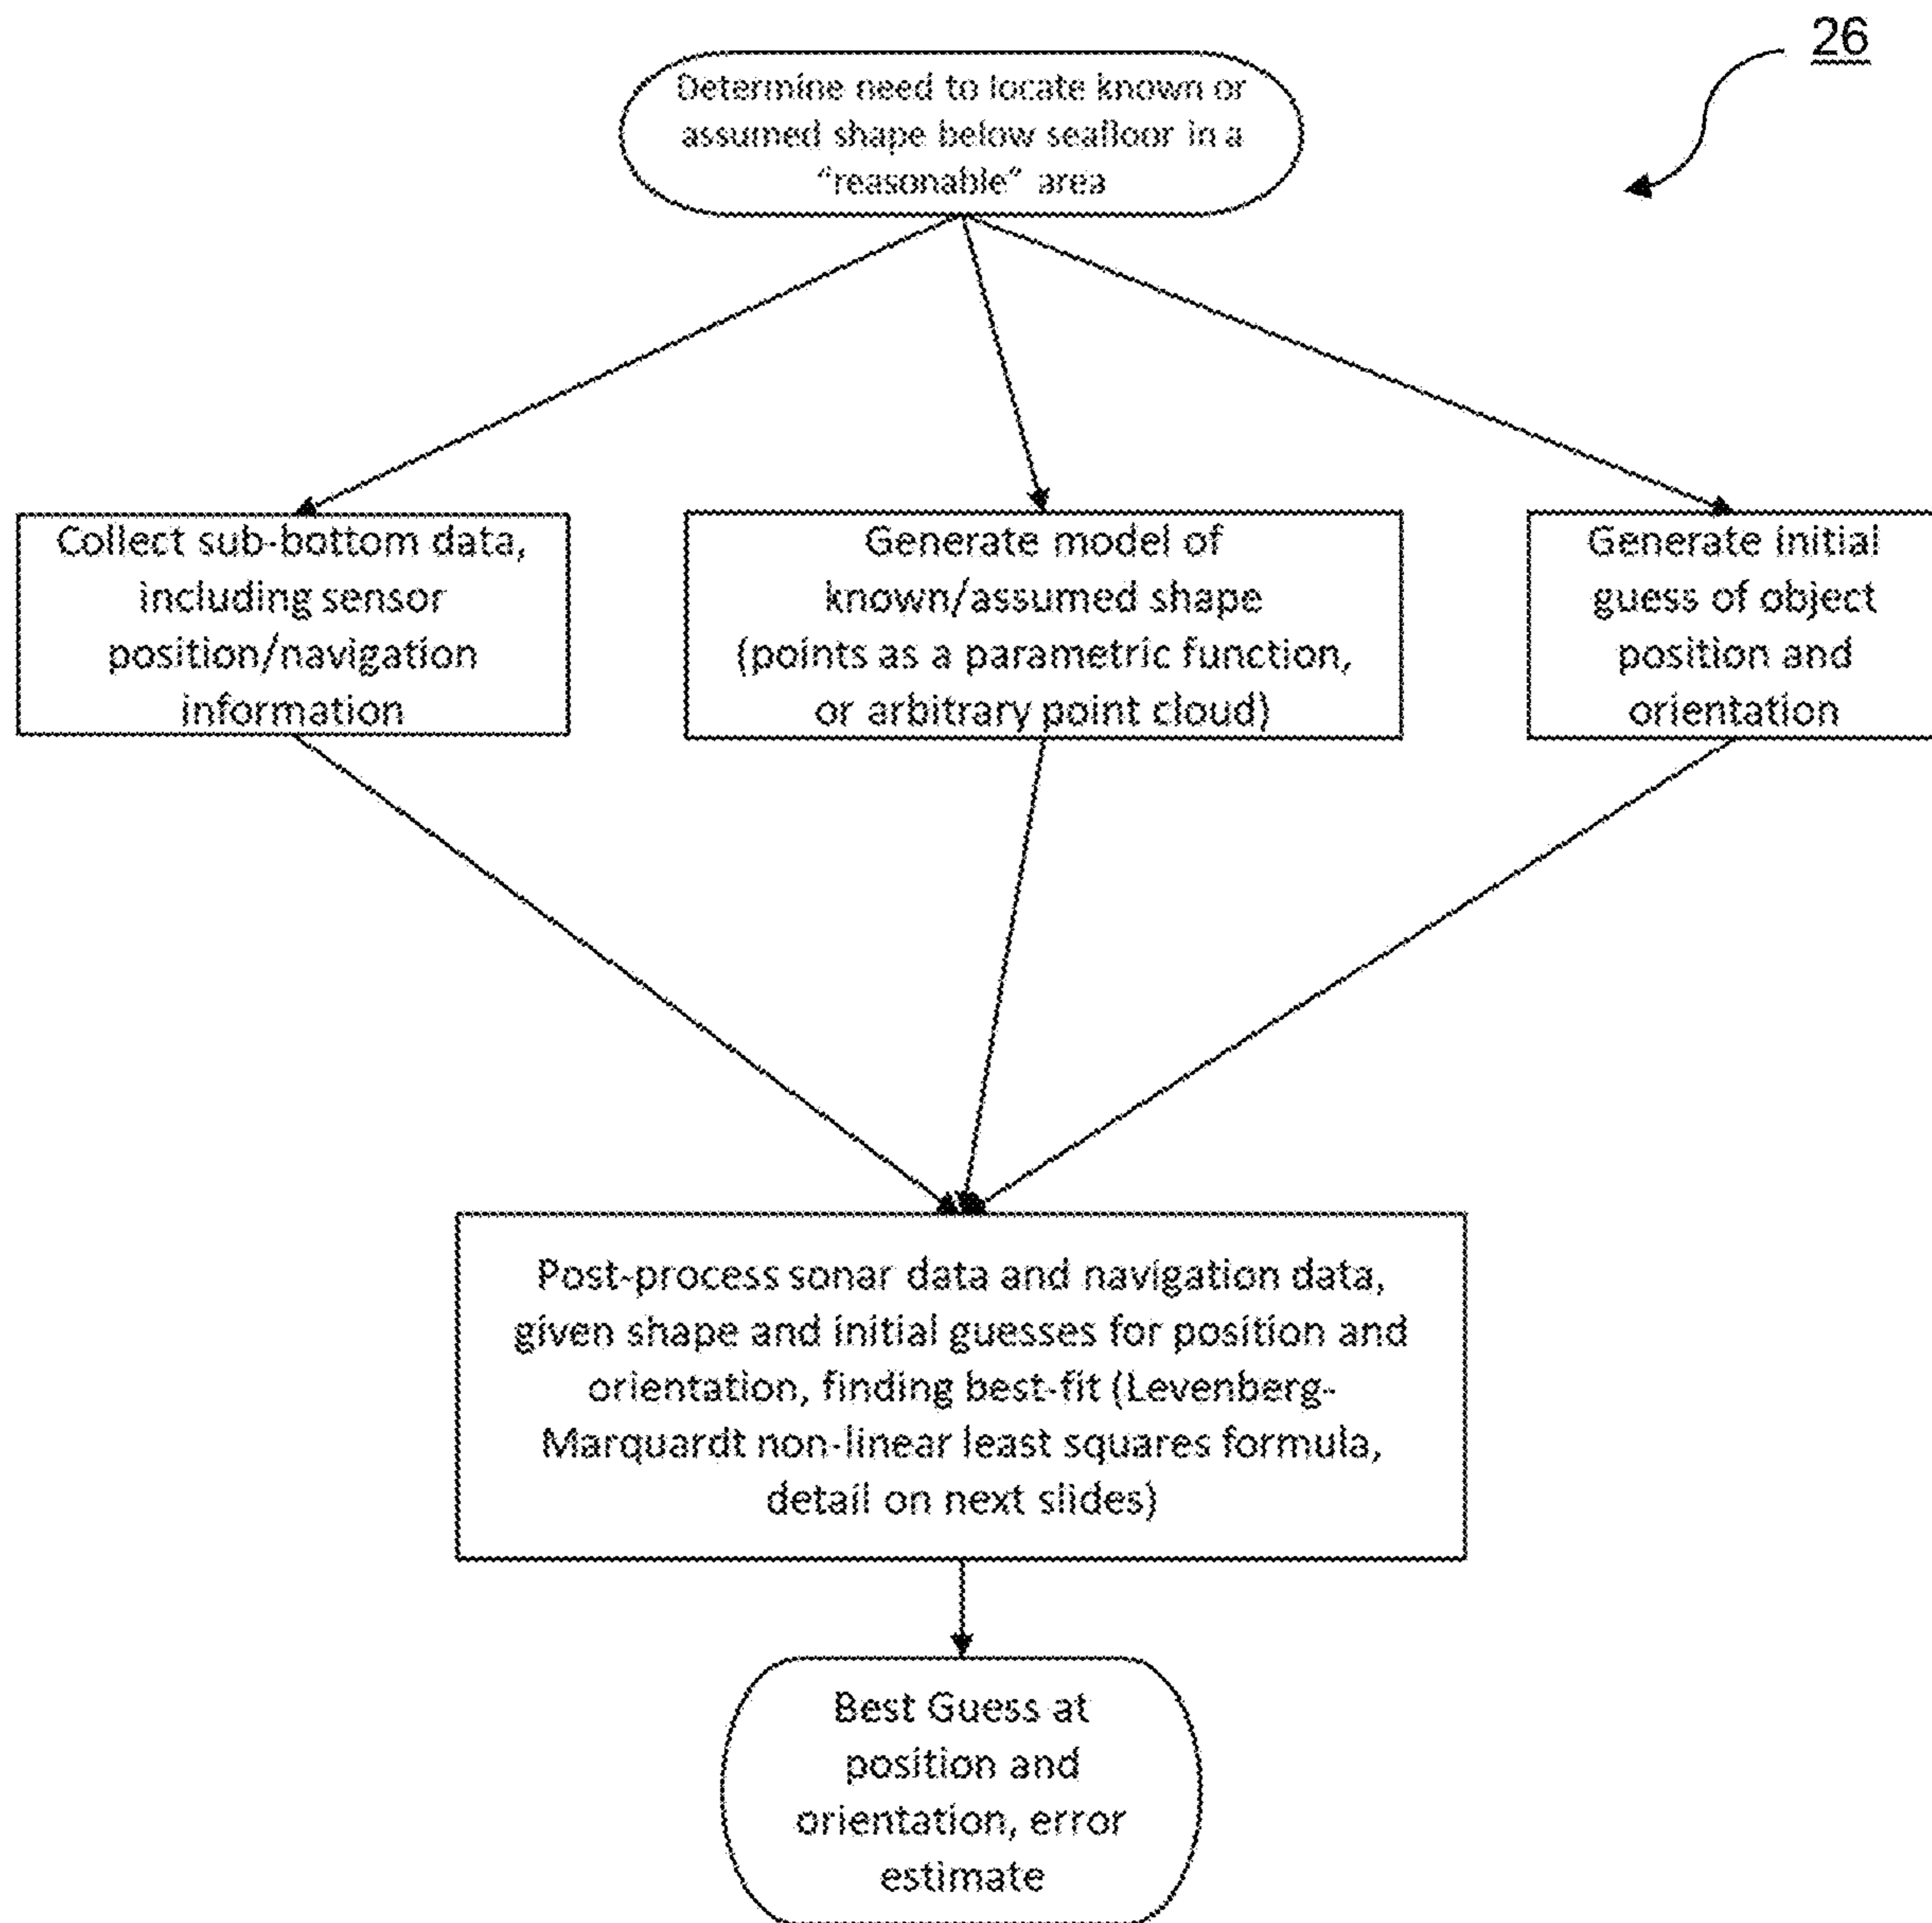 26
Determine need to locate known or
assumed shape below seafloor in a
“reasonable” area
Collect sub-bottom data,
including sensor
position/navigation
information
Generate model of
known/assumed shape
(points as a parametric function,
or arbitrary point cloud)
Generate initial
guess of object
position and
orientation
Post-process sonar data and navigation data,
given shape and initial guesses for position and
orientation, finding best-fit (Levenberg-
Marquardt non-linear least squares formula,
detail on next slides)
Best Guess at
position and
orientation, error
estimate